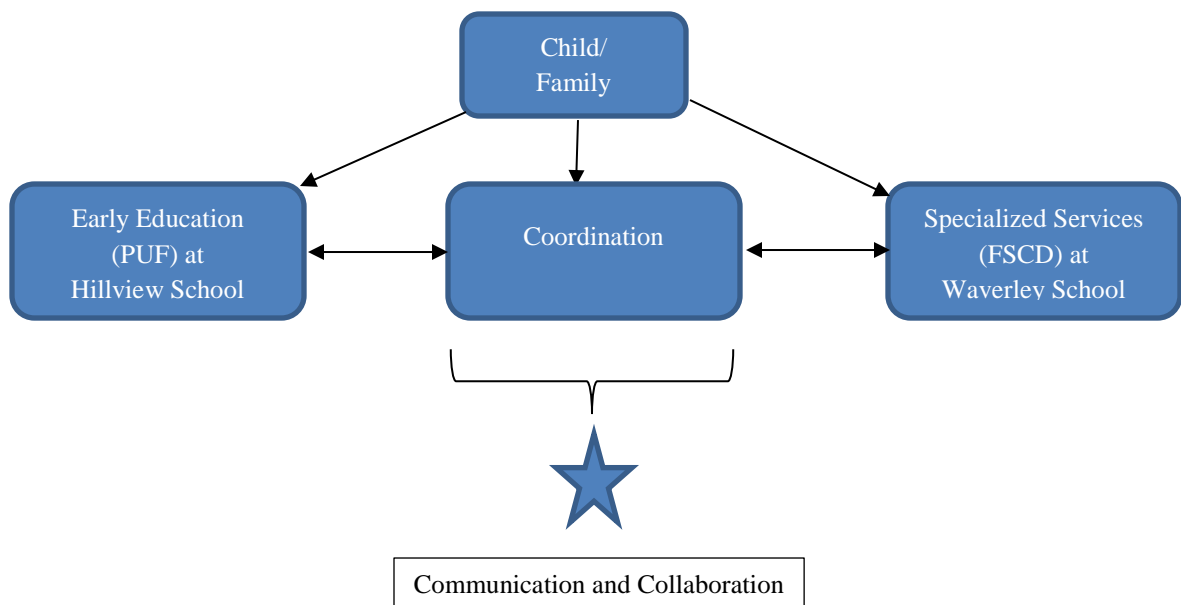 Child/
Family
Early Education
(PUF) at
Hillview School
Coordination
Specialized Services
(FSCD) at
Waverley School
Communication and Collaboration